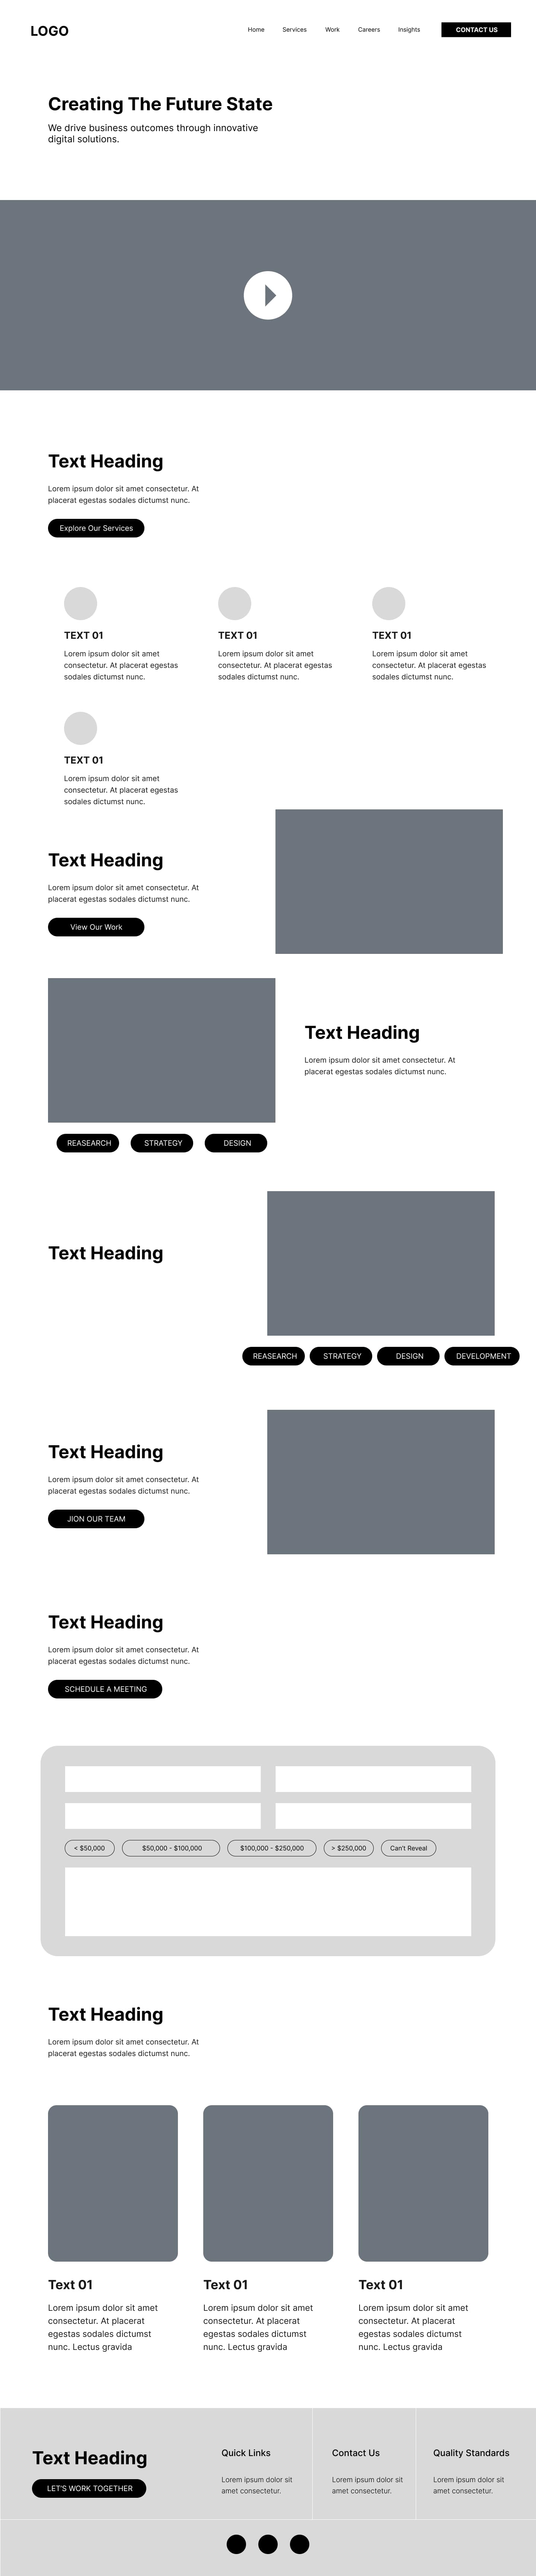 LOGO
Home Services Work Careers Insights CONTACT US
Creating The Future State
We drive business outcomes through innovative
digital solutions.
Text Heading
Lorem ipsum dolor sit amet consectetur. At
placerat egestas sodales dictumst nunc.
Explore Our Services
TEXT 01
Lorem ipsum dolor sit amet
consectetur. At placerat egestas
sodales dictumst nunc.
TEXT 01
Lorem ipsum dolor sit amet
consectetur. At placerat egestas
sodales dictumst nunc.
TEXT 01
Lorem ipsum dolor sit amet
consectetur. At placerat egestas
sodales dictumst nunc.
TEXT 01
Lorem ipsum dolor sit amet
consectetur. At placerat egestas
sodales dictumst nunc.
Text Heading
Lorem ipsum dolor sit amet consectetur. At
placerat egestas sodales dictumst nunc.
View Our Work
Text Heading
Lorem ipsum dolor sit amet consectetur. At
placerat egestas sodales dictumst nunc.
REASEARCH STRATEGY DESIGN
Text Heading
REASEARCH STRATEGY DESIGN DEVELOPMENT
Text Heading
Lorem ipsum dolor sit amet consectetur. At
placerat egestas sodales dictumst nunc.
JION OUR TEAM
Text Heading
Lorem ipsum dolor sit amet consectetur. At
placerat egestas sodales dictumst nunc.
SCHEDULE A MEETING
< $50,000 $50,000 - $100,000 $100,000 - $250,000 > $250,000 Can't Reveal
Text Heading
Lorem ipsum dolor sit amet consectetur. At
placerat egestas sodales dictumst nunc.
Text 01
Lorem ipsum dolor sit amet
consectetur. At placerat
egestas sodales dictumst
nunc. Lectus gravida
Text 01
Lorem ipsum dolor sit amet
consectetur. At placerat
egestas sodales dictumst
nunc. Lectus gravida
Text 01
Lorem ipsum dolor sit amet
consectetur. At placerat
egestas sodales dictumst
nunc. Lectus gravida
Text Heading
LET'S WORK TOGETHER
Quick Links
Lorem ipsum dolor sit
amet consectetur.
Contact Us
Lorem ipsum dolor sit
amet consectetur.
Quality Standards
Lorem ipsum dolor sit
amet consectetur.